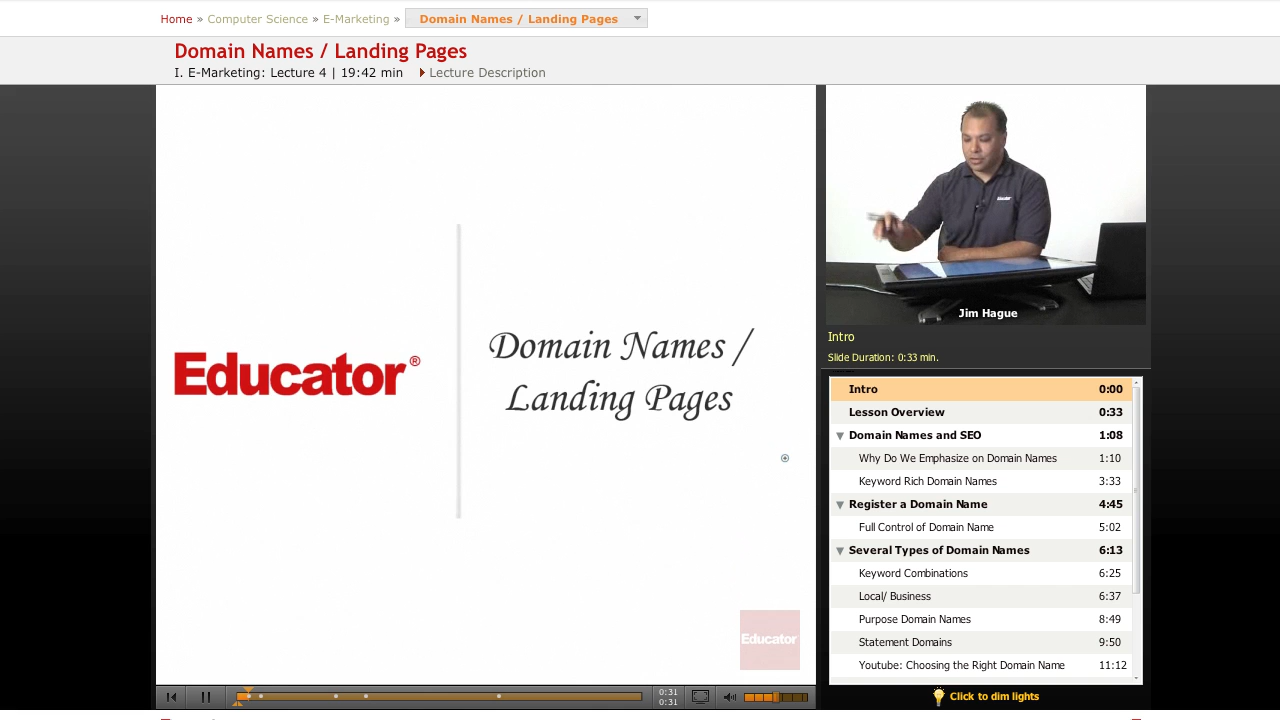 Home » Computer Science » E-Marketing » Domain Names / Landing Pages
Domain Names / Landing Pages
I. E-Marketing: Lecture 4 | 19:42 min Lecture Description
Educator®
Domain Names /
Landing Pages
Educator
Educator
Jim Hague
Intro
Slide Duration: 0:33 min.
Intro 0:00
Lesson Overview 0:33
Domain Names and SEO 1:08
Why Do We Emphasize on Domain Names 1:10
Keyword Rich Domain Names 3:33
Register a Domain Name 4:45
Full Control of Domain Name 5:02
Several Types of Domain Names 6:13
Keyword Combinations 6:25
Local/ Business 6:37
Purpose Domain Names 8:49
Statement Domains 9:50
Youtube: Choosing the Right Domain Name 11:12
0:31
0:31
Click to dim lights